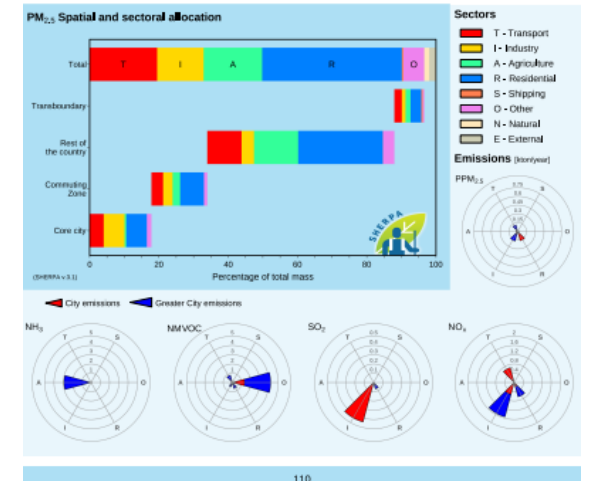 PM2.5 Spatial and sectoral allocation
Total
T I A R O
Transboundary
Rest of
the country
Commuting
Zone
Core city
0 20 40 60 80 100
Percentage of total mass
(SHERPA v.3.1)
SHERPA
Sectors
T - Transport
I - Industry
A - Agriculture
R - Residential
S - Shipping
O - Other
N - Natural
E - External
Emissions [kton/year]
PPM2.5
T S
A O
I R
City emissions Greater City emissions
NH3
T S
A O
I R
NMVOC
T S
A O
I R
SO2
T S
A O
I R
NOx
T S
A O
I R
110